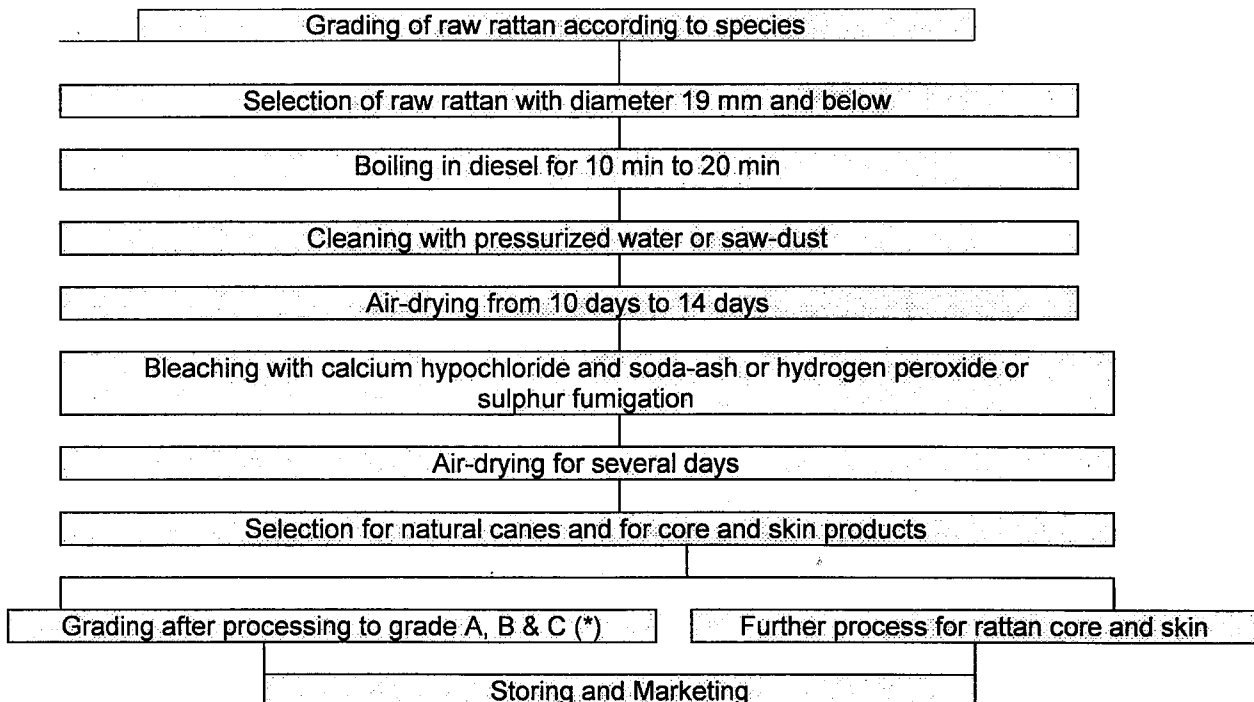 Grading of raw rattan according to species
Selection of raw rattan with diameter 19 mm and below
Boiling in diesel for 10 min to 20 min
Cleaning with pressurized water or saw-dust
Air-drying from 10 days to 14 days
Bleaching with calcium hypochloride and soda-ash or hydrogen peroxide or
sulphur fumigation
Air-drying for several days
Selection for natural canes and for core and skin products
Grading after processing to grade A, B & C (*)
Further process for rattan core and skin
Storing and Marketing